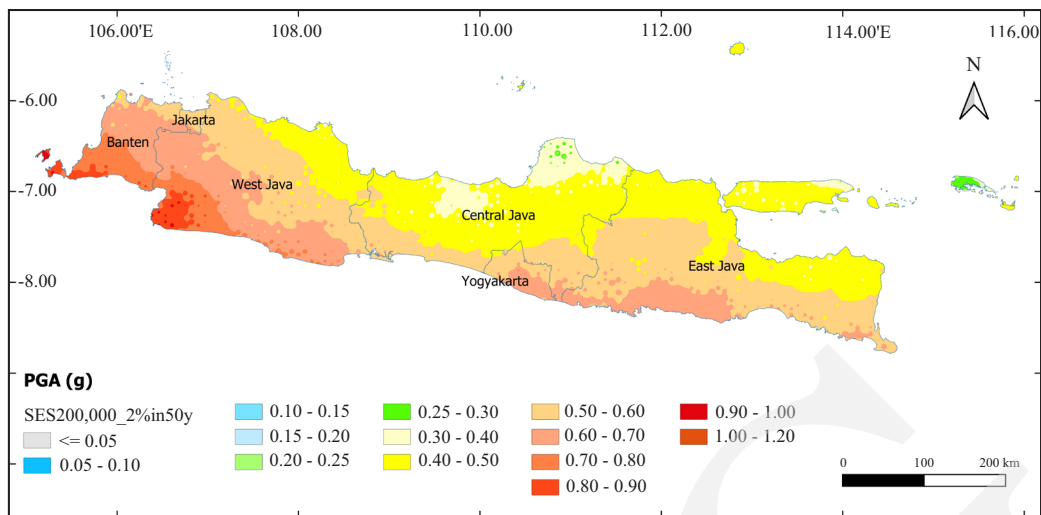 106.00'E 108.00 110.00 112.00 114.00'E 116.00
N
-6.00
Jakarta
Banten
-7.00
West Java
Central Java
East Java
Yogyakarta
-8.00
PGA (g)
SES200,000_2%in50y
<= 0.05
0.05 - 0.10
0.10 - 0.15
0.15 - 0.20
0.20 - 0.25
0.25 - 0.30
0.30 - 0.40
0.40 - 0.50
0.50 - 0.60
0.60 - 0.70
0.70 - 0.80
0.80 - 0.90
0.90 - 1.00
1.00 - 1.20
0 100 200 km